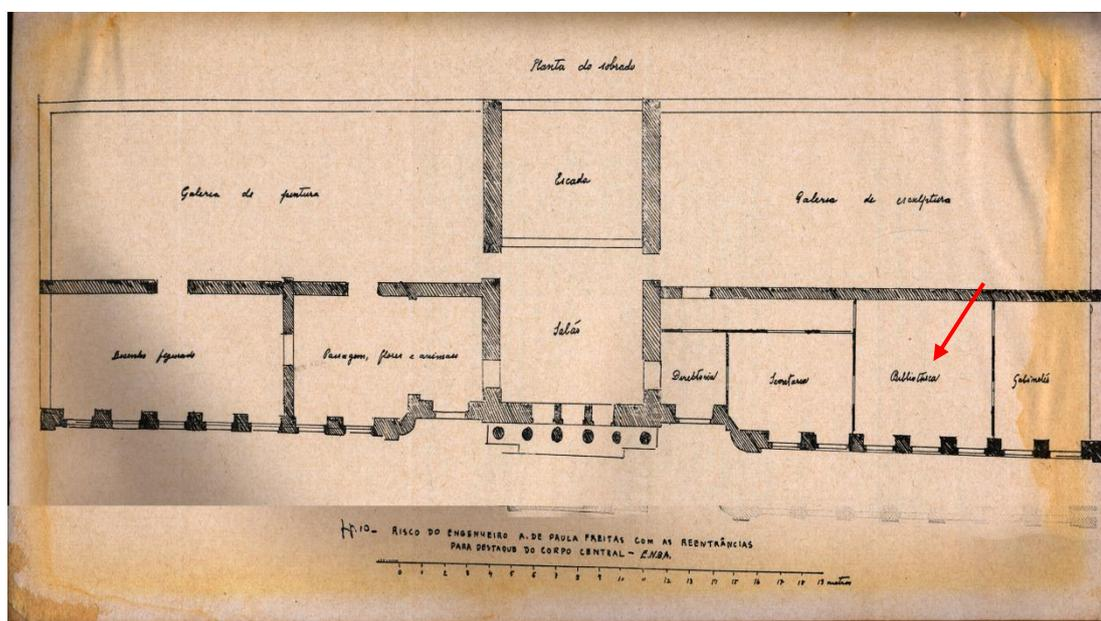 Planta do sobrado
Escada
Galeria de pintura
Galeria de esculptura
Salão
Desenho figurado
Paisagem, flores e animaes
Directoria
Secretaria
Bibliotheca
Gabinete
fig. 10 - RISCO DO ENGENHEIRO A. DE PAULA FREITAS COM AS REENTRÂNCIAS
PARA DESTAQUE DO CORPO CENTRAL - E.N.B.A.
0 1 2 3 4 5 6 7 8 9 10 11 12 13 14 15 16 18 13 metros